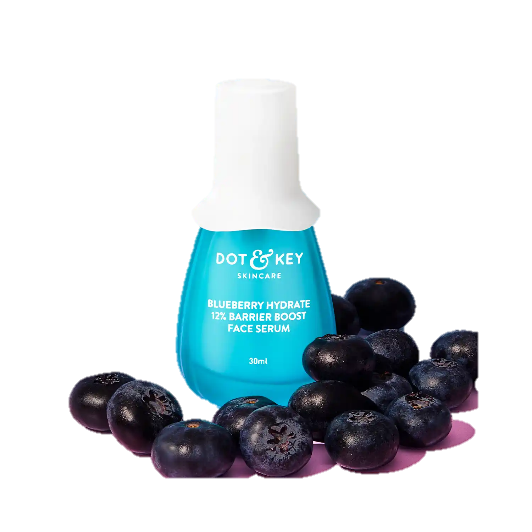 DOT & KEY
SKINCARE
BLUEBERRY HYDRATE
12% BARRIER BOOST
FACE SERUM
30ml